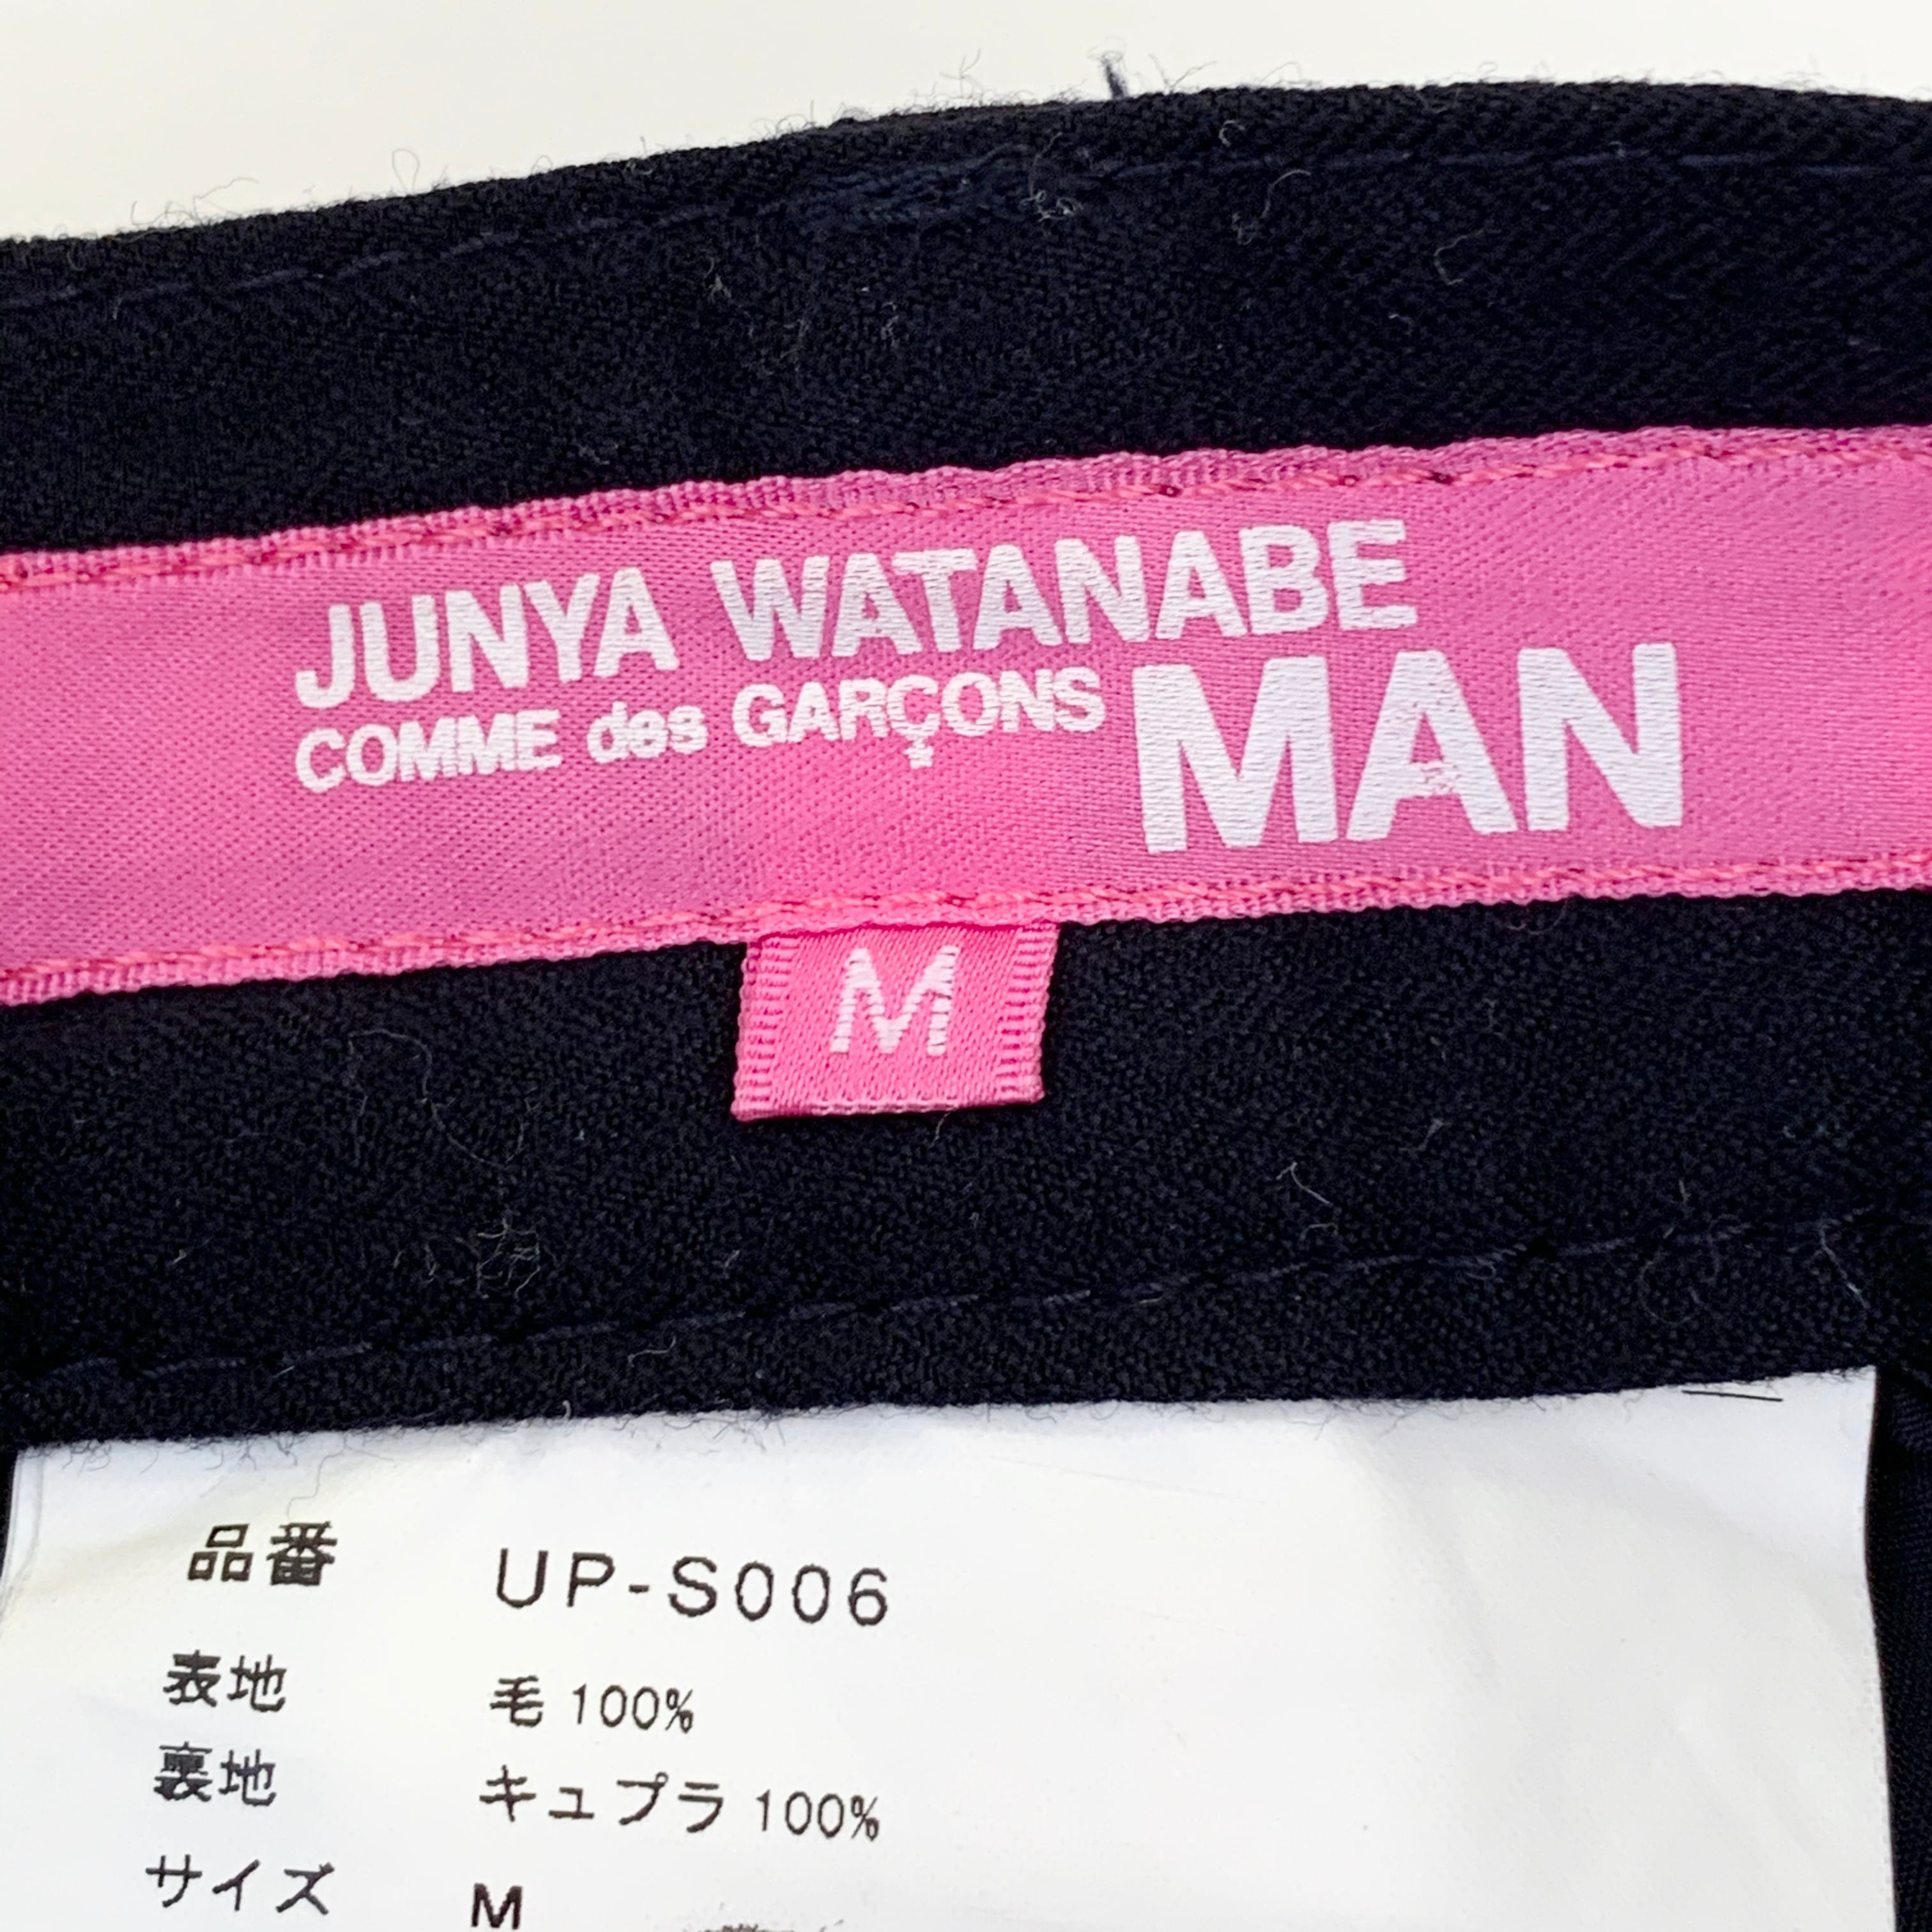 JUNYA WATANABE
COMME des GARÇONS MAN
M
品番 UP-S006
表地 毛 100%
裏地 キュプラ 100%
サイズ M